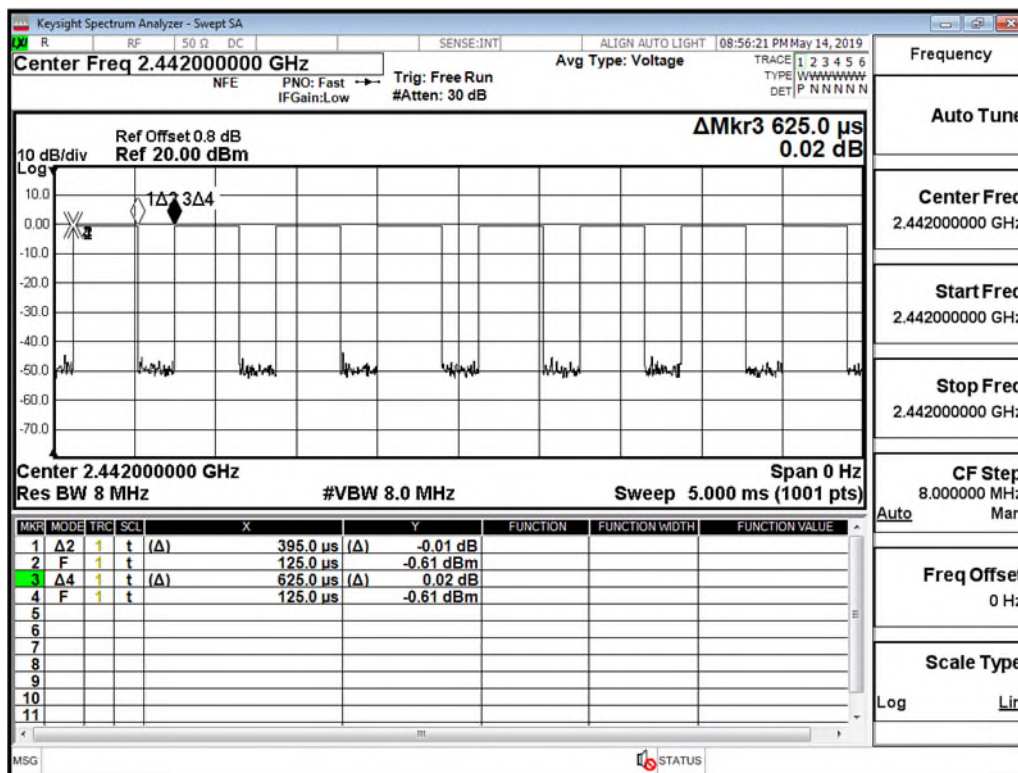 Keysight Spectrum Analyzer - Swept SA
LXI R RF 50 Ω DC SENSE:INT ALIGN AUTO LIGHT 08:56:21 PM May 14, 2019
Center Freq 2.442000000 GHz
NFE PNO: Fast IFGain:Low
Trig: Free Run
#Atten: 30 dB
Avg Type: Voltage
TRACE 1 2 3 4 5 6
TYPE WWWWWW
DET P N N N N N
Ref Offset 0.8 dB
10 dB/div Ref 20.00 dBm
Log
ΔMkr3 625.0 µs
0.02 dB
1Δ2 3Δ4
10.0
0.00
-10.0
-20.0
-30.0
-40.0
-50.0
-60.0
-70.0
Center 2.442000000 GHz Span 0 Hz
Res BW 8 MHz #VBW 8.0 MHz Sweep 5.000 ms (1001 pts)
MKR MODE TRC SCL X Y FUNCTION FUNCTION WIDTH FUNCTION VALUE
1 Δ2 1 t (Δ) 395.0 µs (Δ) -0.01 dB
2 F 1 t 125.0 µs -0.61 dBm
3 Δ4 1 t (Δ) 625.0 µs (Δ) 0.02 dB
4 F 1 t 125.0 µs -0.61 dBm
5
6
7
8
9
10
11
MSG STATUS
Frequency
Auto Tune
Center Freq
2.442000000 GHz
Start Freq
2.442000000 GHz
Stop Freq
2.442000000 GHz
CF Step
8.000000 MHz
Auto Man
Freq Offset
0 Hz
Scale Type
Log Lin